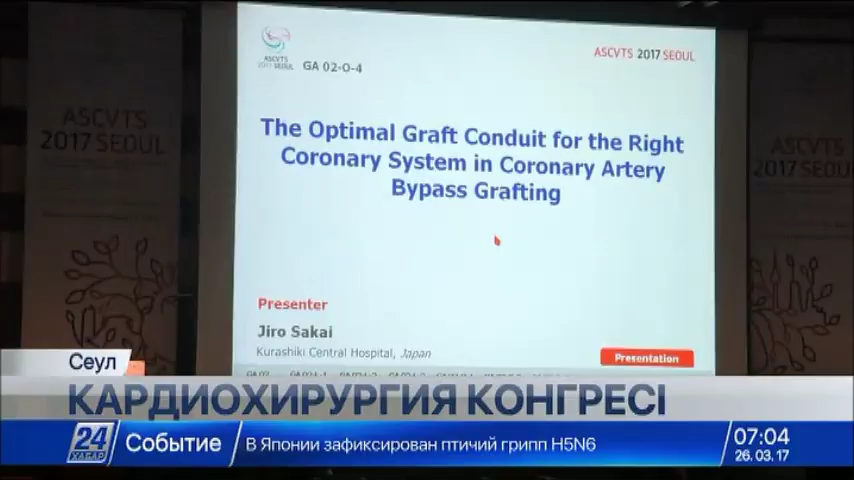 ASCVTS
2017 SEOUL
GA 02-O-4
ASCVTS 2017 SEOUL
ASCVTS
2017 SEOUL
ASCVTS
2017 SEOUL
The Optimal Graft Conduit for the Right
Coronary System in Coronary Artery
Bypass Grafting
Presenter
Jiro Sakai
Kurashiki Central Hospital, Japan
Presentation
Сеул
КАРДИОХИРУРГИЯ КОНГРЕСІ
24
ХАБАР
Событие
В Японии зафиксирован птичий грипп H5N6
07:04
26.03.17